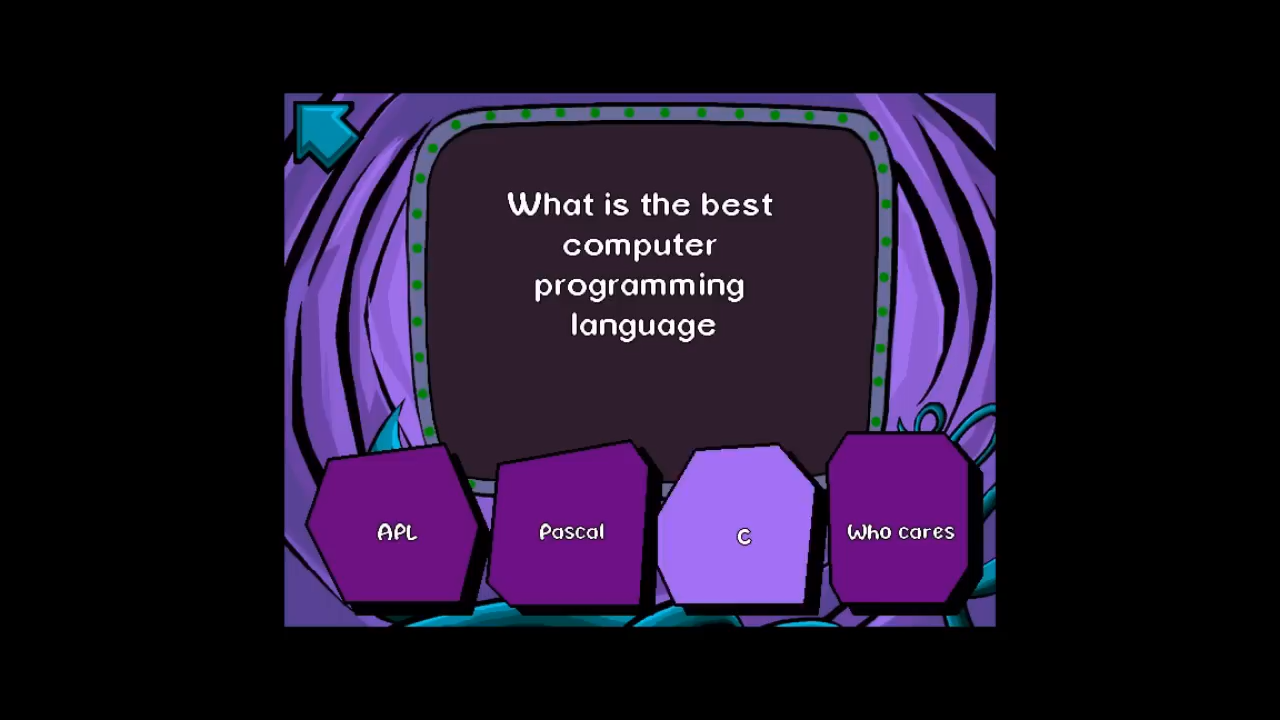 What is the best
computer
programming
language
APL
Pascal
C
Who cares